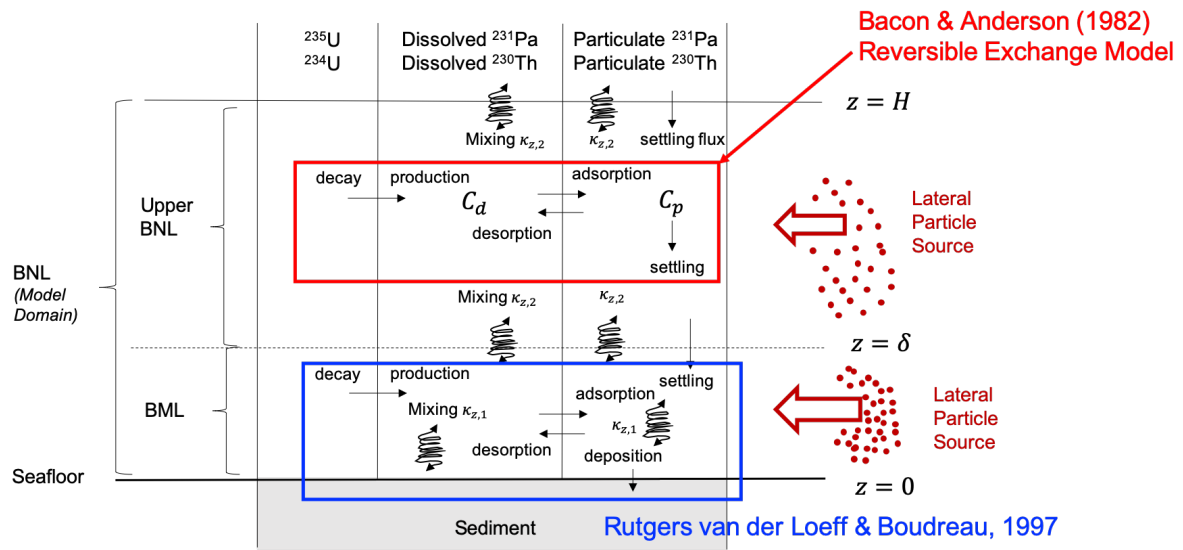 Bacon & Anderson (1982)
Reversible Exchange Model
²³⁵U
²³⁴U
Dissolved ²³¹Pa
Dissolved ²³⁰Th
Particulate ²³¹Pa
Particulate ²³⁰Th
z = H
Mixing κz,2
κz,2
settling flux
Upper
BNL
decay
production
adsorption
Cd
Cp
desorption
settling
Lateral
Particle
Source
BNL
(Model
Domain)
Mixing κz,2
κz,2
z = δ
BML
decay
production
settling
adsorption
Mixing κz,1
κz,1
desorption
deposition
Lateral
Particle
Source
Seafloor
z = 0
Sediment
Rutgers van der Loeff & Boudreau, 1997